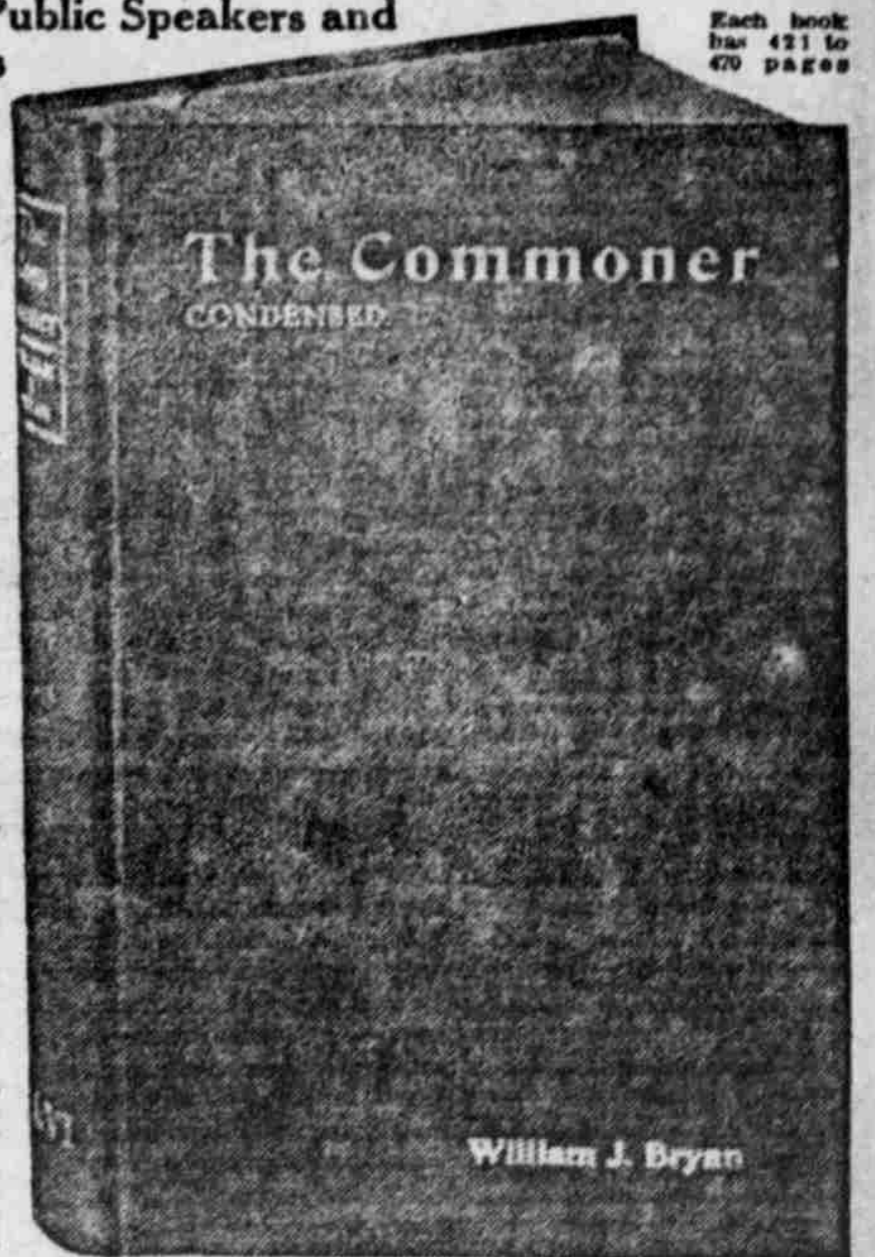 Public Speakers and
s
Each book
has 421 to
470 pages
The Commoner
CONDENSED
William J. Bryan